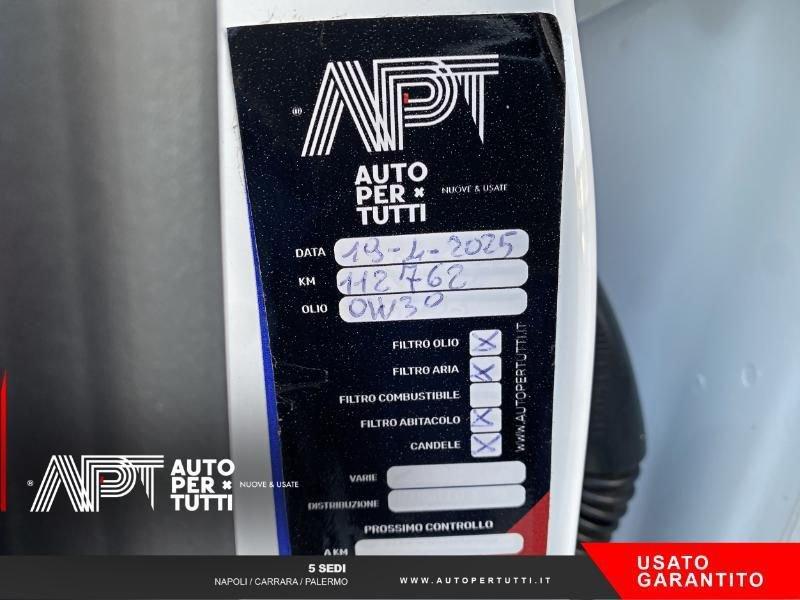 ® APT
AUTO
PER × NUOVE & USATE
TUTTI
DATA 19-4-2025
KM 112762
OLIO 0W30
FILTRO OLIO X
FILTRO ARIA X
FILTRO COMBUSTIBILE
FILTRO ABITACOLO X
CANDELE X
WWW.AUTOPERTUTTI.IT
VARIE
DISTRIBUZIONE
PROSSIMO CONTROLLO
A KM
® APT AUTO
PER × NUOVE & USATE
TUTTI
5 SEDI
NAPOLI / CARRARA / PALERMO
WWW.AUTOPERTUTTI.IT
USATO
GARANTITO